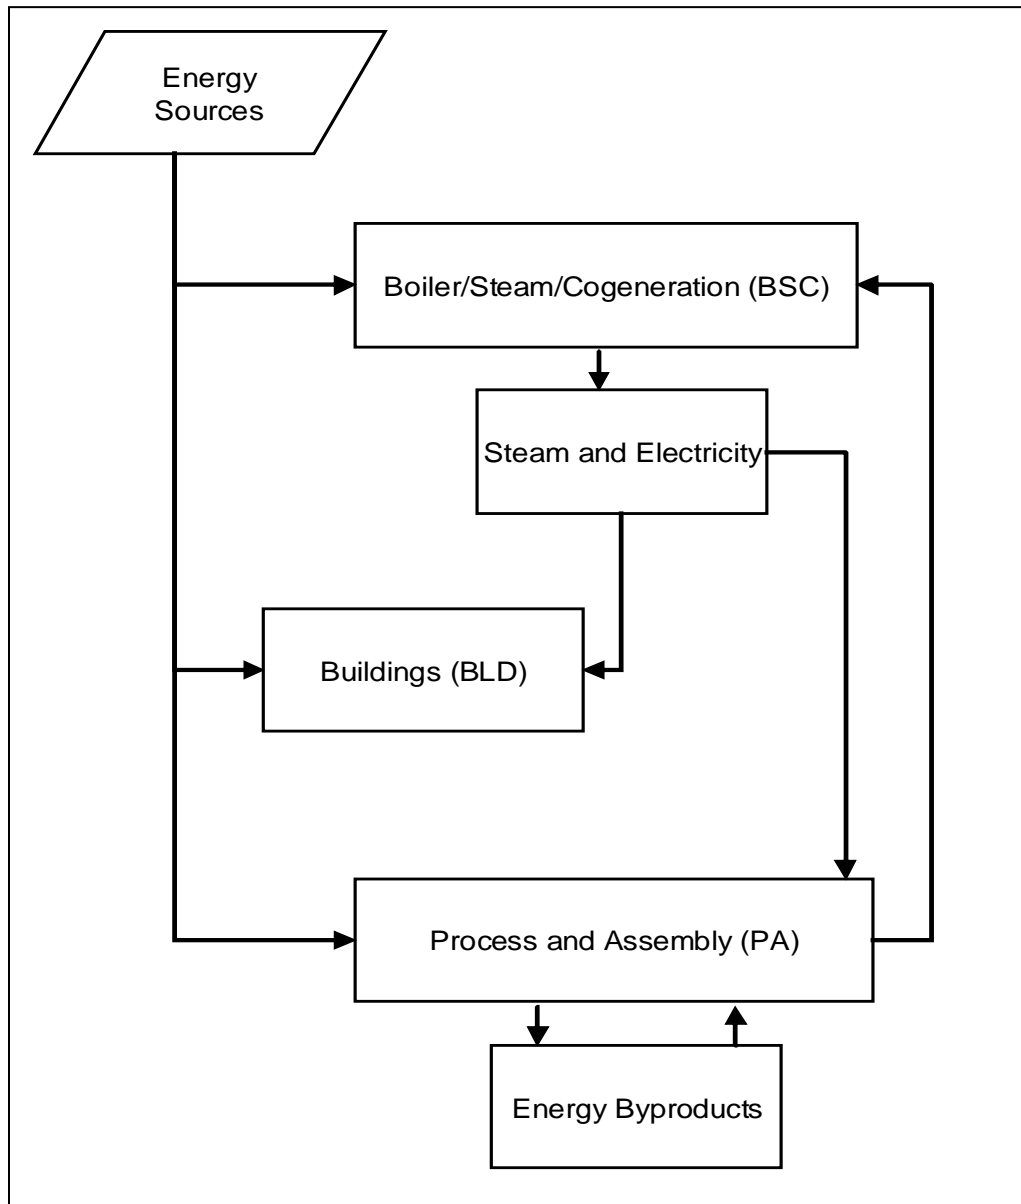 Energy
Sources
Boiler/Steam/Cogeneration (BSC)
Steam and Electricity
Buildings (BLD)
Process and Assembly (PA)
Energy Byproducts